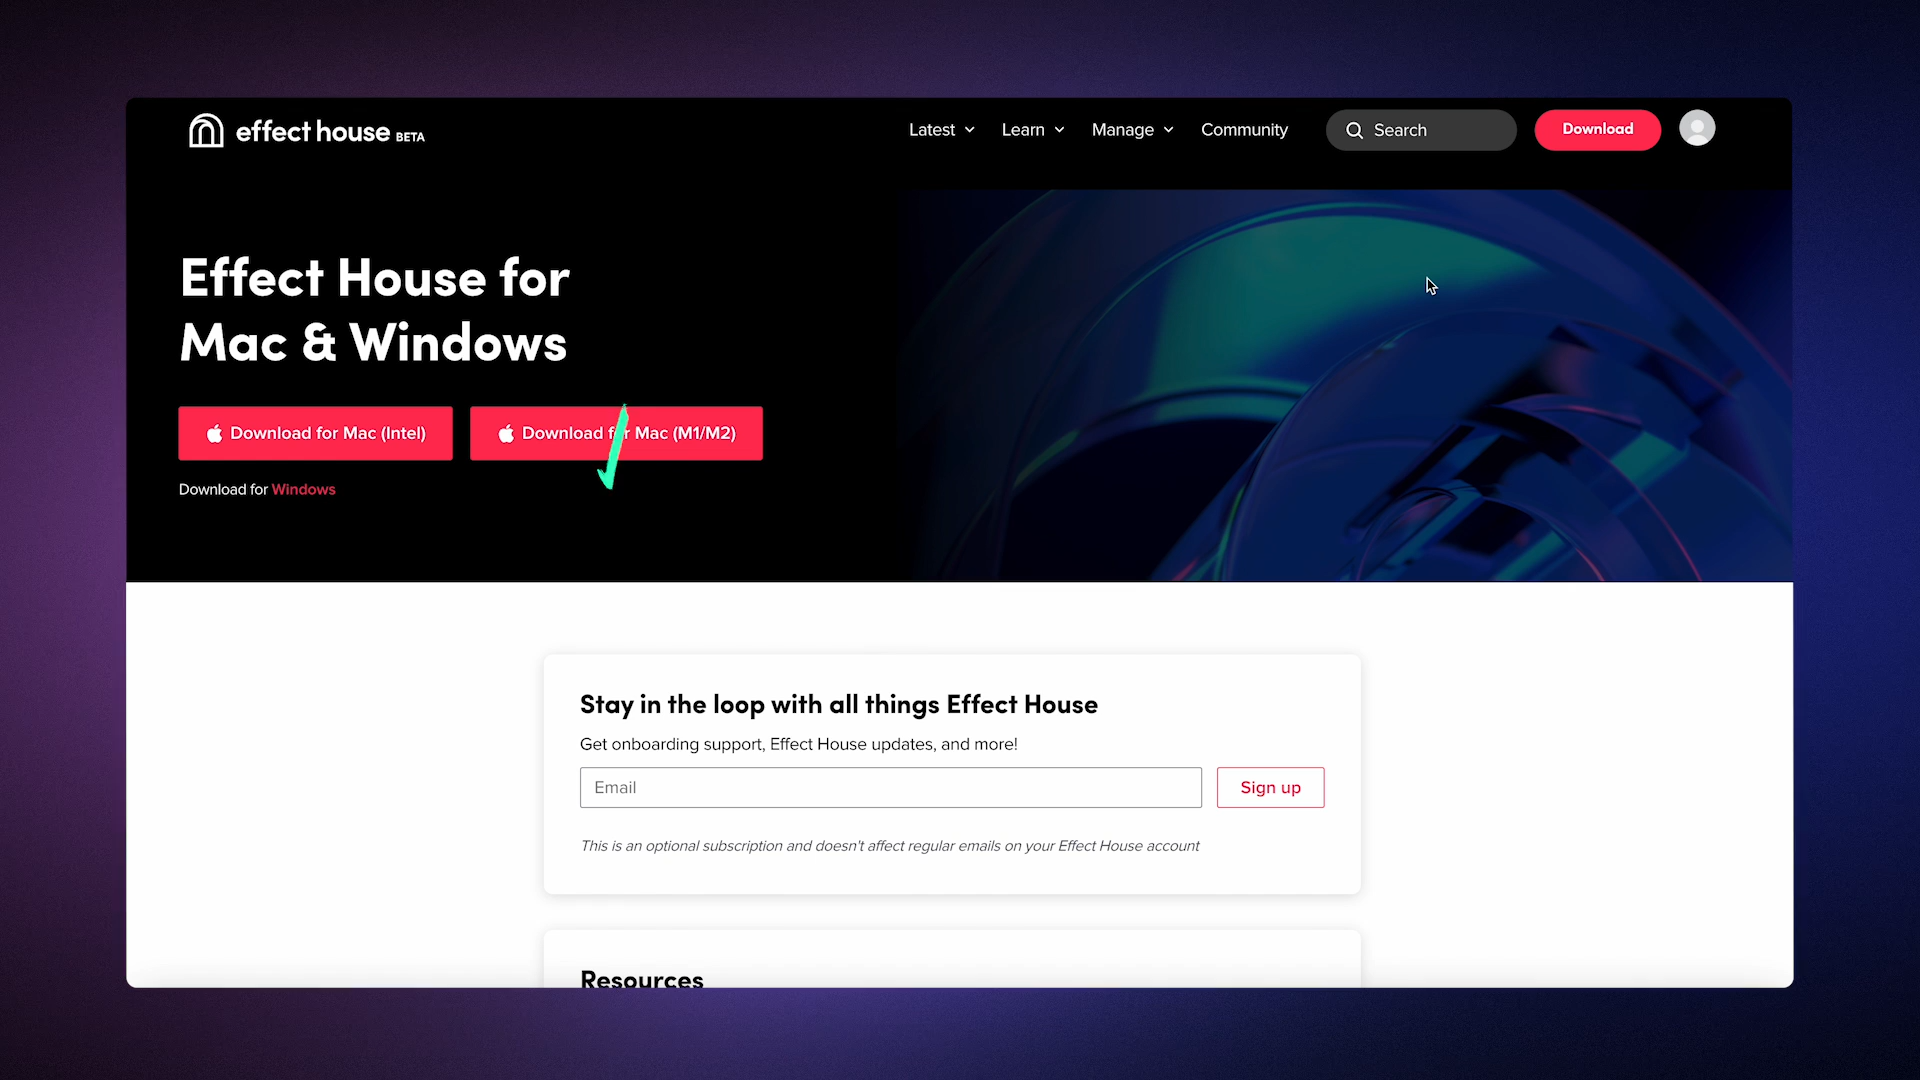 effect house BETA
Latest Learn Manage Community Search Download
Effect House for
Mac & Windows
Download for Mac (Intel) Download for Mac (M1/M2)
Download for Windows
Stay in the loop with all things Effect House
Get onboarding support, Effect House updates, and more!
Email Sign up
This is an optional subscription and doesn't affect regular emails on your Effect House account
Resources